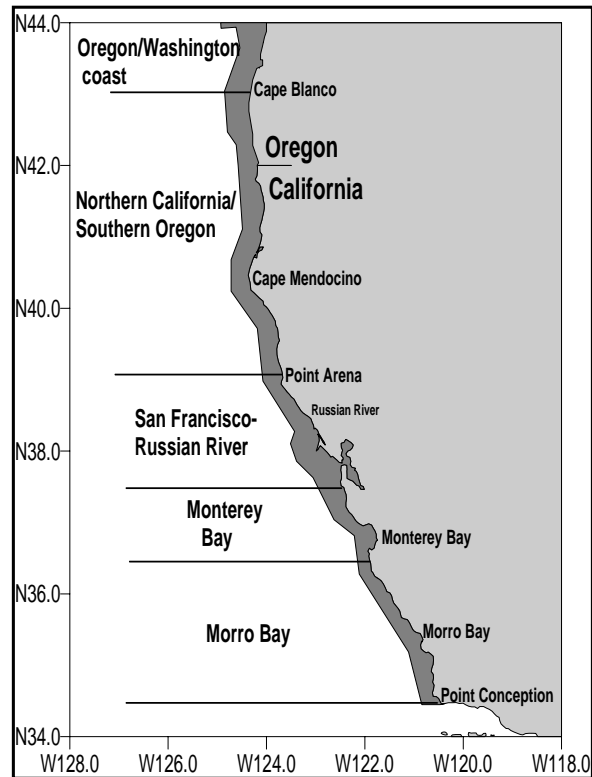 N44.0
Oregon/Washington
coast
Cape Blanco
Oregon
N42.0
California
Northern California/
Southern Oregon
Cape Mendocino
N40.0
Point Arena
Russian River
San Francisco-
Russian River
N38.0
Monterey
Bay
Monterey Bay
N36.0
Morro Bay
Morro Bay
Point Conception
N34.0
W128.0 W126.0 W124.0 W122.0 W120.0 W118.0